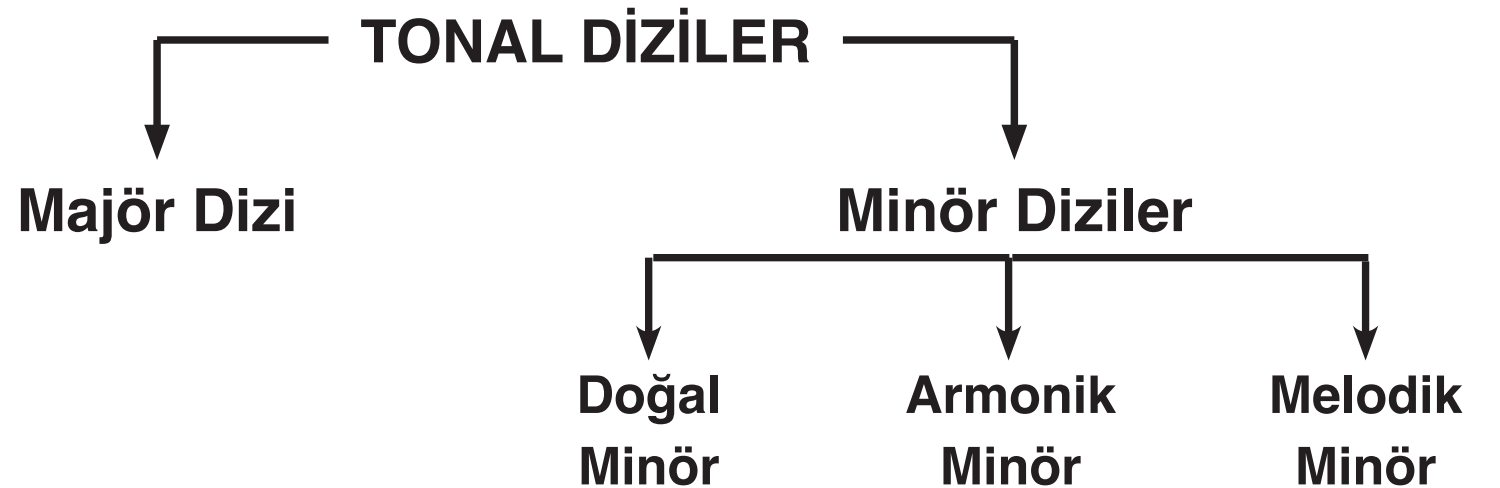 TONAL DİZİLER
Majör Dizi
Minör Diziler
Doğal
Minör
Armonik
Minör
Melodik
Minör